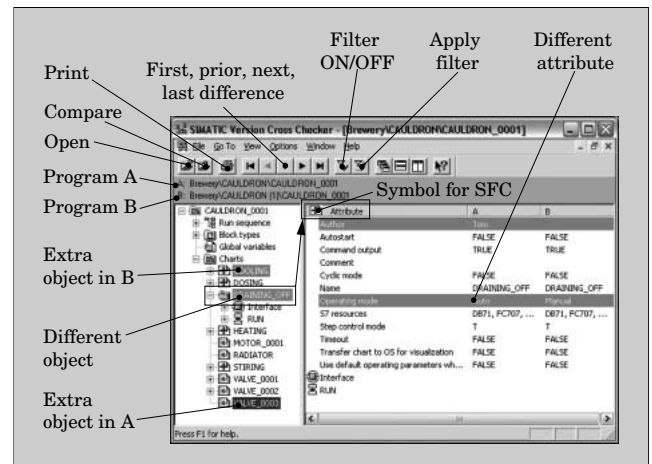 Filter
ON/OFF
Apply
filter
Different
attribute
Print
First, prior, next,
last difference
Compare
Open
Program A
Program B
Extra
object in B
Different
object
Extra
object in A
Symbol for SFC
SIMATIC Version Cross Checker - [Brewery\CAULDRON\CAULDRON_0001]
File Go To View Options Window Help
A: Brewery\CAULDRON\CAULDRON_0001
B: Brewery\CAULDRON (1)\CAULDRON_0001
CAULDRON_0001
Run sequence
Block types
Global variables
Charts
COOLING
DOSING
DRAINING_OFF
Interface
RUN
HEATING
MOTOR_0001
RADIATOR
STIRING
VALVE_0001
VALVE_0002
VALVE_0003
Attribute A B
Author Tom
Autostart FALSE FALSE
Command output TRUE TRUE
Comment
Cyclic mode FALSE FALSE
Name DRAINING_OFF DRAINING_OFF
Operating mode Auto Manual
S7 resources DB71, FC707, ... DB71, FC707, ...
Step control mode T T
Timeout FALSE FALSE
Transfer chart to OS for visualization FALSE FALSE
Use default operating parameters wh... FALSE FALSE
Interface
RUN
Press F1 for help.